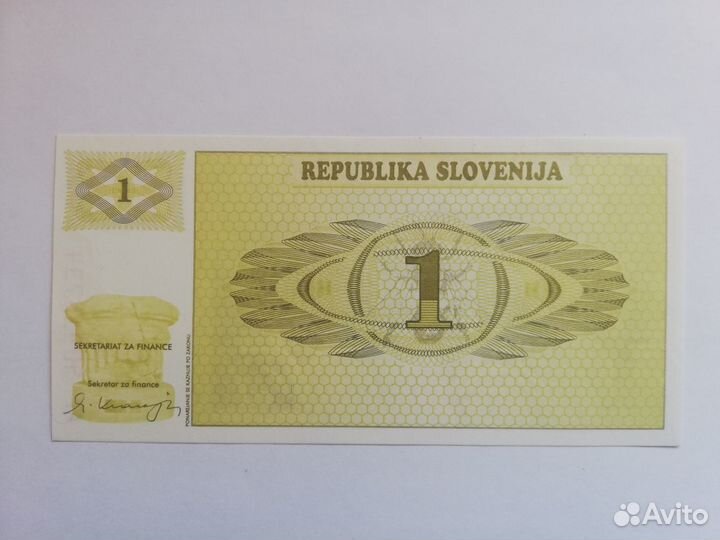 1
REPUBLIKA SLOVENIJA
1
SEKRETARIAT ZA FINANCE
Sekretar za finance
PONAREJANJE SE KAZNUJE PO ZAKONU
Avito